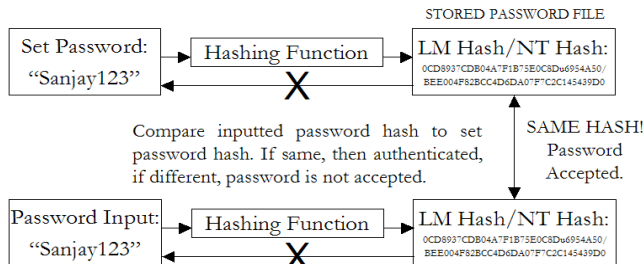 STORED PASSWORD FILE
Set Password:
“Sanjay123”
Hashing Function
LM Hash/NT Hash:
0CD8937CDB04A7F1B75E0C8Du6954A50/
BEE004F82BCC4D6DA07F7C2C145439D0
X
Compare inputted password hash to set
password hash. If same, then authenticated,
if different, password is not accepted.
SAME HASH!
Password
Accepted.
Password Input:
“Sanjay123”
Hashing Function
LM Hash/NT Hash:
0CD8937CDB04A7F1B75E0C8Du6954A50/
BEE004F82BCC4D6DA07F7C2C145439D0
X